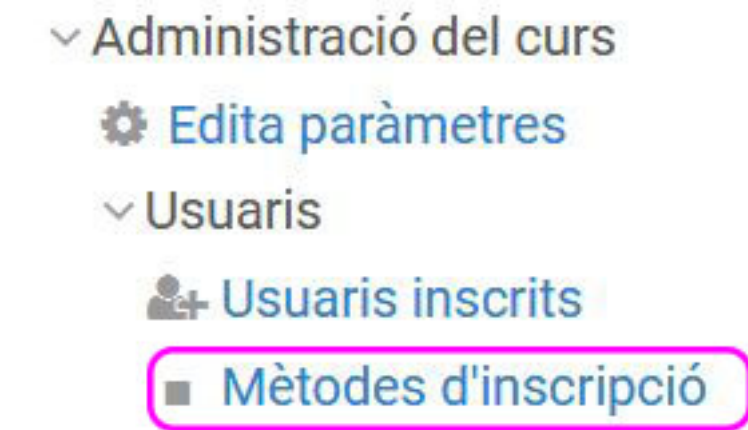 Administració del curs
Edita paràmetres
Usuaris
Usuaris inscrits
Mètodes d'inscripció